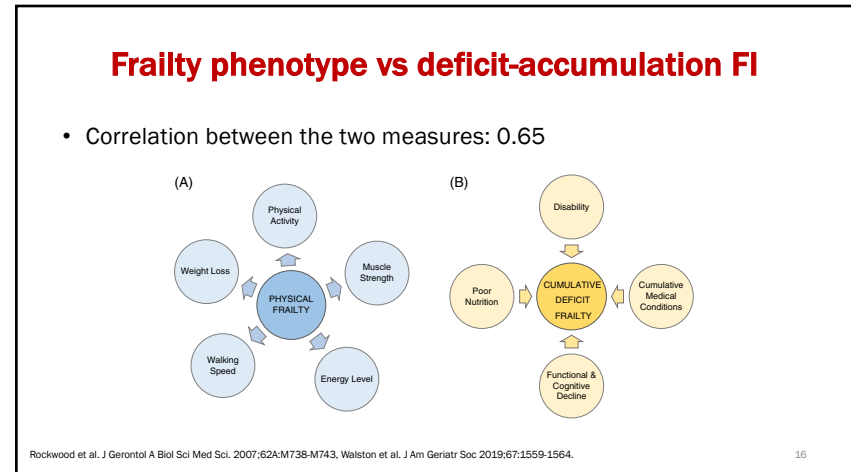 Frailty phenotype vs deficit-accumulation FI
• Correlation between the two measures: 0.65
(A)
Physical
Activity
Weight Loss
Muscle
Strength
PHYSICAL
FRAILTY
Walking
Speed
Energy Level
(B)
Disability
Poor
Nutrition
CUMULATIVE
DEFICIT
FRAILTY
Cumulative
Medical
Conditions
Functional &
Cognitive
Decline
Rockwood et al. J Gerontol A Biol Sci Med Sci. 2007;62A:M738-M743, Walston et al. J Am Geriatr Soc 2019;67:1559-1564.
16